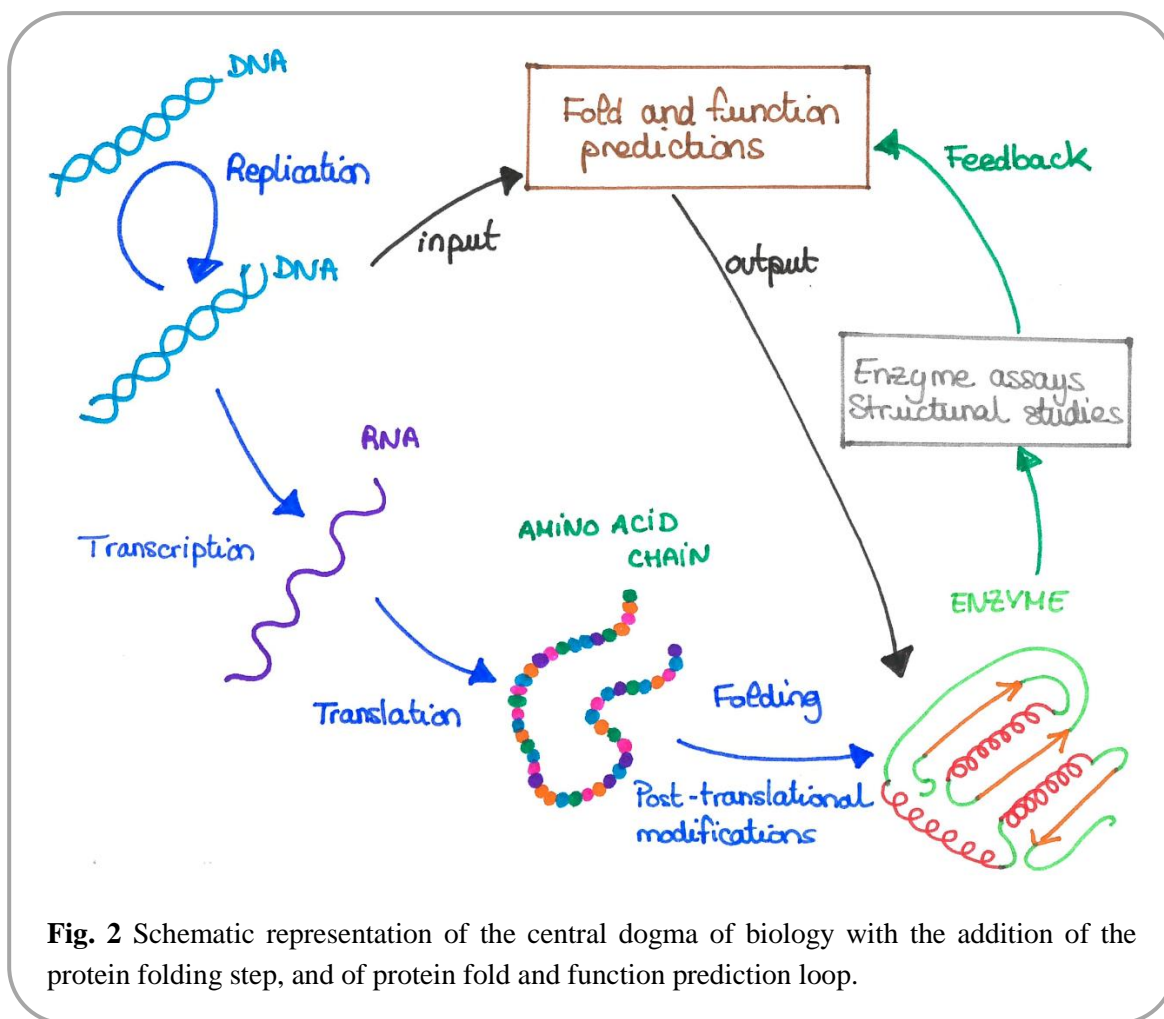 DNA
Fold and function
predictions
Replication
Feedback
input
DNA
output
Enzyme assays
Structural studies
RNA
Transcription
AMINO ACID
CHAIN
ENZYME
Translation
Folding
Post-translational
modifications
Fig. 2 Schematic representation of the central dogma of biology with the addition of the
protein folding step, and of protein fold and function prediction loop.